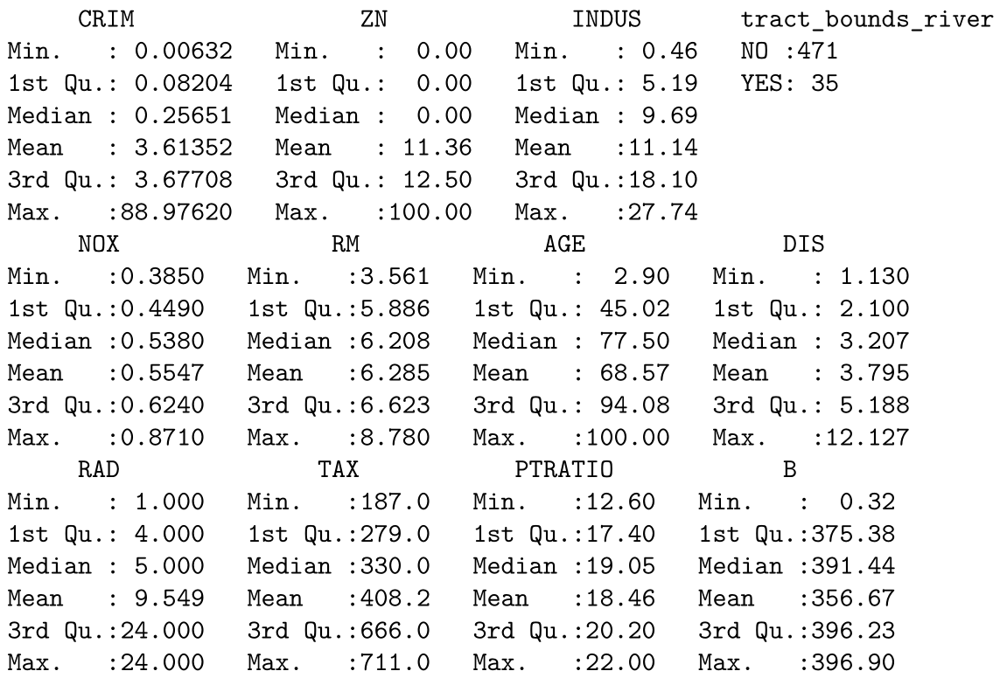 CRIM                ZN             INDUS       tract_bounds_river
Min.   : 0.00632   Min.   :  0.00   Min.   : 0.46   NO :471
1st Qu.: 0.08204   1st Qu.:  0.00   1st Qu.: 5.19   YES: 35
Median : 0.25651   Median :  0.00   Median : 9.69
Mean   : 3.61352   Mean   : 11.36   Mean   :11.14
3rd Qu.: 3.67708   3rd Qu.: 12.50   3rd Qu.:18.10
Max.   :88.97620   Max.   :100.00   Max.   :27.74
     NOX               RM             AGE              DIS
Min.   :0.3850   Min.   :3.561   Min.   :  2.90   Min.   : 1.130
1st Qu.:0.4490   1st Qu.:5.886   1st Qu.: 45.02   1st Qu.: 2.100
Median :0.5380   Median :6.208   Median : 77.50   Median : 3.207
Mean   :0.5547   Mean   :6.285   Mean   : 68.57   Mean   : 3.795
3rd Qu.:0.6240   3rd Qu.:6.623   3rd Qu.: 94.08   3rd Qu.: 5.188
Max.   :0.8710   Max.   :8.780   Max.   :100.00   Max.   :12.127
     RAD              TAX           PTRATIO            B
Min.   : 1.000   Min.   :187.0   Min.   :12.60   Min.   :  0.32
1st Qu.: 4.000   1st Qu.:279.0   1st Qu.:17.40   1st Qu.:375.38
Median : 5.000   Median :330.0   Median :19.05   Median :391.44
Mean   : 9.549   Mean   :408.2   Mean   :18.46   Mean   :356.67
3rd Qu.:24.000   3rd Qu.:666.0   3rd Qu.:20.20   3rd Qu.:396.23
Max.   :24.000   Max.   :711.0   Max.   :22.00   Max.   :396.90